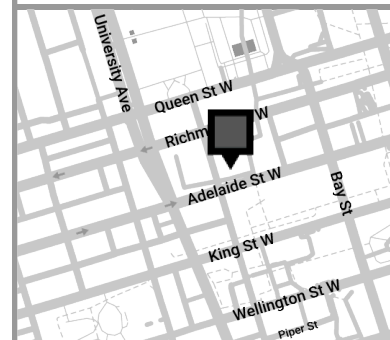 University Ave
Queen St W
Richm
W
Adelaide St W
Bay St
King St W
Wellington St W
Piper St